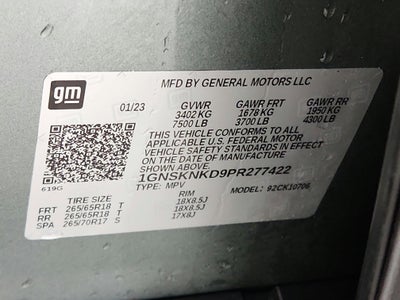 gm
MFD BY GENERAL MOTORS LLC
01/23 GVWR GAWR FRT GAWR RR
3402 KG 1678 KG 1950 KG
7500 LB 3700 LB 4300 LB
THIS VEHICLE CONFORMS TO ALL
APPLICABLE U.S. FEDERAL MOTOR
VEHICLE SAFETY STANDARDS IN EFFECT
ON THE DATE OF MANUFACTURE
SHOWN ABOVE.
1GNSKNKD9PR277422
619G
TYPE: MPV MODEL: 92CK10706
TIRE SIZE RIM
FRT 265/65R18 T 18X8.5J
RR 265/65R18 T 18X8.5J
SPA 265/70R17 S 17X8J